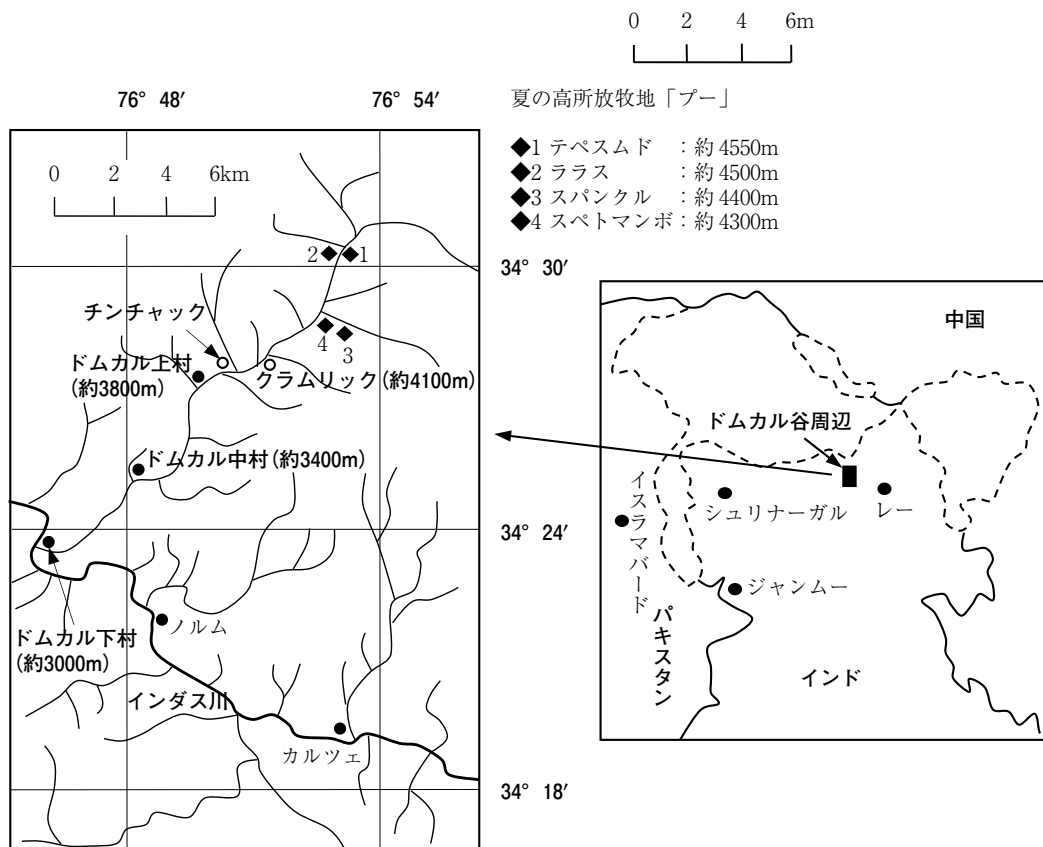 0 2 4 6m
76° 48′ 76° 54′
夏の高所放牧地「プー」
◆1 テペスムド ：約 4550m
◆2 ララス ：約 4500m
◆3 スパンクル ：約 4400m
◆4 スペトマンボ：約 4300m
0 2 4 6km
2 1
34° 30′
チンチャック
4
3
ドムカル上村
(約3800m)
クラムリック(約4100m)
ドムカル中村(約3400m)
34° 24′
ノルム
ドムカル下村
(約3000m)
インダス川
カルツェ
34° 18′
中国
ドムカル谷周辺
イスラマバード
シュリナーガル
レー
ジャンムー
パキスタン
インド